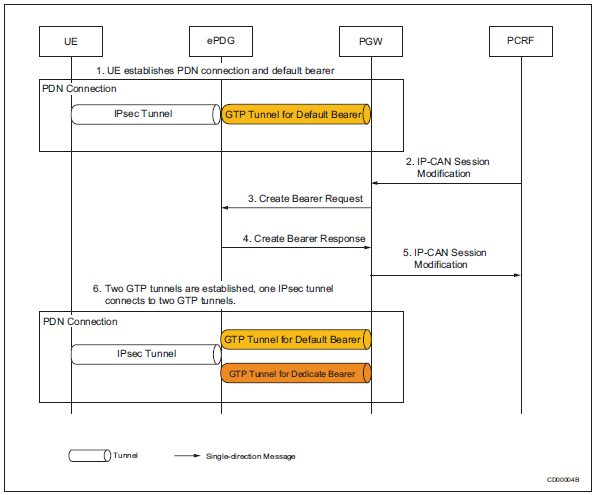 UE
ePDG
PGW
PCRF
1. UE establishes PDN connection and default bearer
PDN Connection
IPsec Tunnel
GTP Tunnel for Default Bearer
2. IP-CAN Session
Modification
3. Create Bearer Request
4. Create Bearer Response
5. IP-CAN Session
Modification
6. Two GTP tunnels are established, one IPsec tunnel
connects to two GTP tunnels.
PDN Connection
GTP Tunnel for Default Bearer
IPsec Tunnel
GTP Tunnel for Dedicate Bearer
Tunnel
Single-direction Message
CD00004B